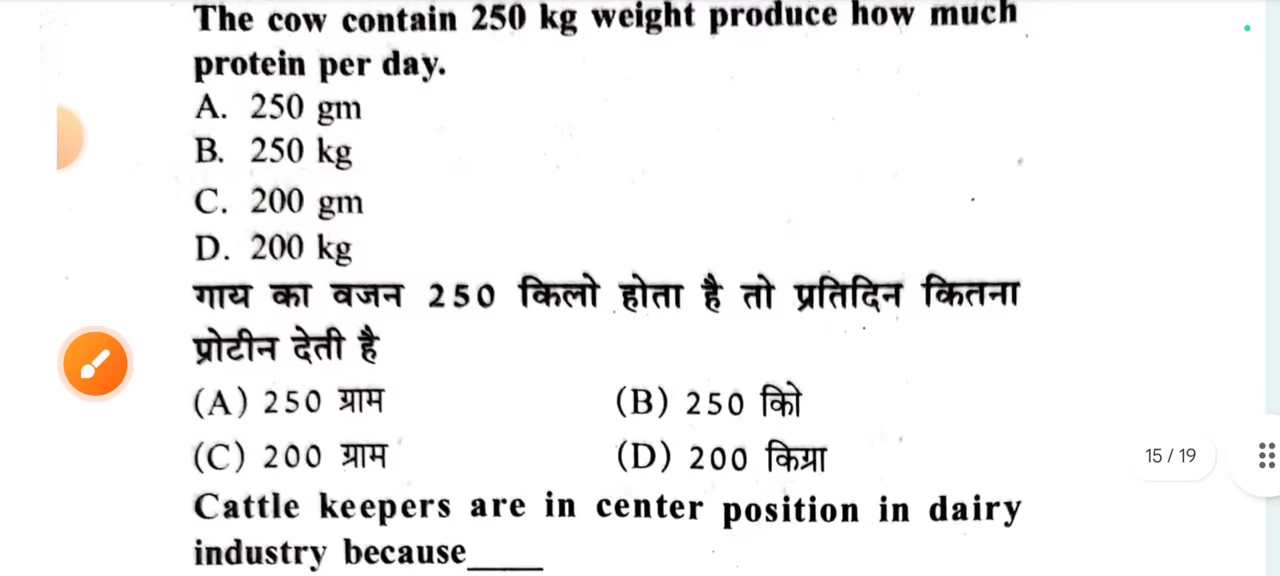 The cow contain 250 kg weight produce how much
protein per day.
A. 250 gm
B. 250 kg
C. 200 gm
D. 200 kg
गाय का वजन 250 किलो होता है तो प्रतिदिन कितना
प्रोटीन देती है
(A) 250 ग्राम (B) 250 किो
(C) 200 ग्राम (D) 200 किग्रा
15 / 19
Cattle keepers are in center position in dairy
industry because____